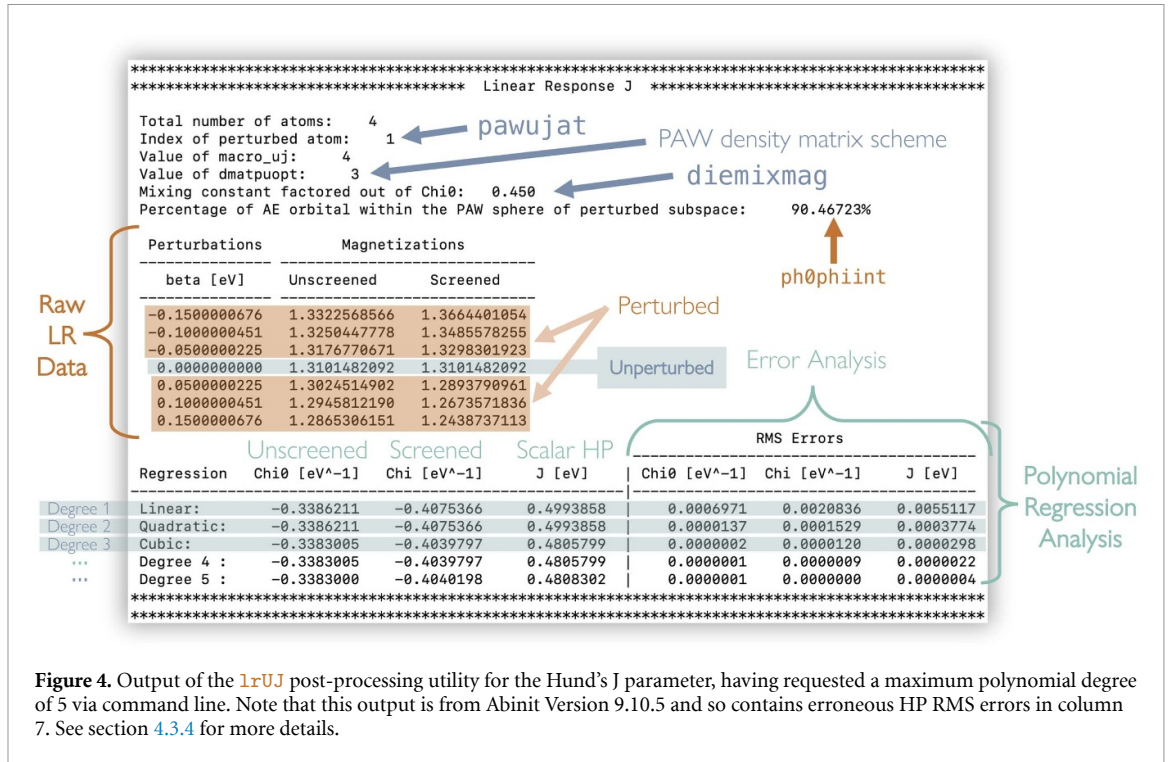 *****************************************************************************************************
*************************************** Linear Response J ***************************************
Total number of atoms: 4
Index of perturbed atom: 1
pawujat
Value of macro_uj: 4
PAW density matrix scheme
Value of dmatpuopt: 3
Mixing constant factored out of Chi0: 0.450
diemixmag
Percentage of AE orbital within the PAW sphere of perturbed subspace: 90.46723%
ph0phiint
Raw
LR
Data
Perturbations Magnetizations
--------------- ------------------------------
beta [eV] Unscreened Screened
--------------- ------------------------------
-0.1500000676 1.3322568566 1.3664401054
-0.1000000451 1.3250447778 1.3485578255
-0.0500000225 1.3176770671 1.3298301923
0.0000000000 1.3101482092 1.3101482092
0.0500000225 1.3024514902 1.2893790961
0.1000000451 1.2945812190 1.2673571836
0.1500000676 1.2865306151 1.2438737113
Perturbed
Unperturbed
Error Analysis
RMS Errors
----------------------------------------
Unscreened Screened Scalar HP
Regression Chi0 [eV^-1] Chi [eV^-1] J [eV] | Chi0 [eV^-1] Chi [eV^-1] J [eV]
---------------------------------------------------------|----------------------------------------
Degree 1 Linear: -0.3386211 -0.4075366 0.4993858 | 0.0006971 0.0020836 0.0055117
Degree 2 Quadratic: -0.3386211 -0.4075366 0.4993858 | 0.0000137 0.0001529 0.0003774
Degree 3 Cubic: -0.3383005 -0.4039797 0.4805799 | 0.0000002 0.0000120 0.0000298
... Degree 4 : -0.3383005 -0.4039797 0.4805799 | 0.0000001 0.0000009 0.0000022
... Degree 5 : -0.3383000 -0.4040198 0.4808302 | 0.0000001 0.0000000 0.0000004
*****************************************************************************************************
*****************************************************************************************************
Polynomial
Regression
Analysis
Figure 4. Output of the lrUJ post-processing utility for the Hund's J parameter, having requested a maximum polynomial degree
of 5 via command line. Note that this output is from Abinit Version 9.10.5 and so contains erroneous HP RMS errors in column
7. See section 4.3.4 for more details.